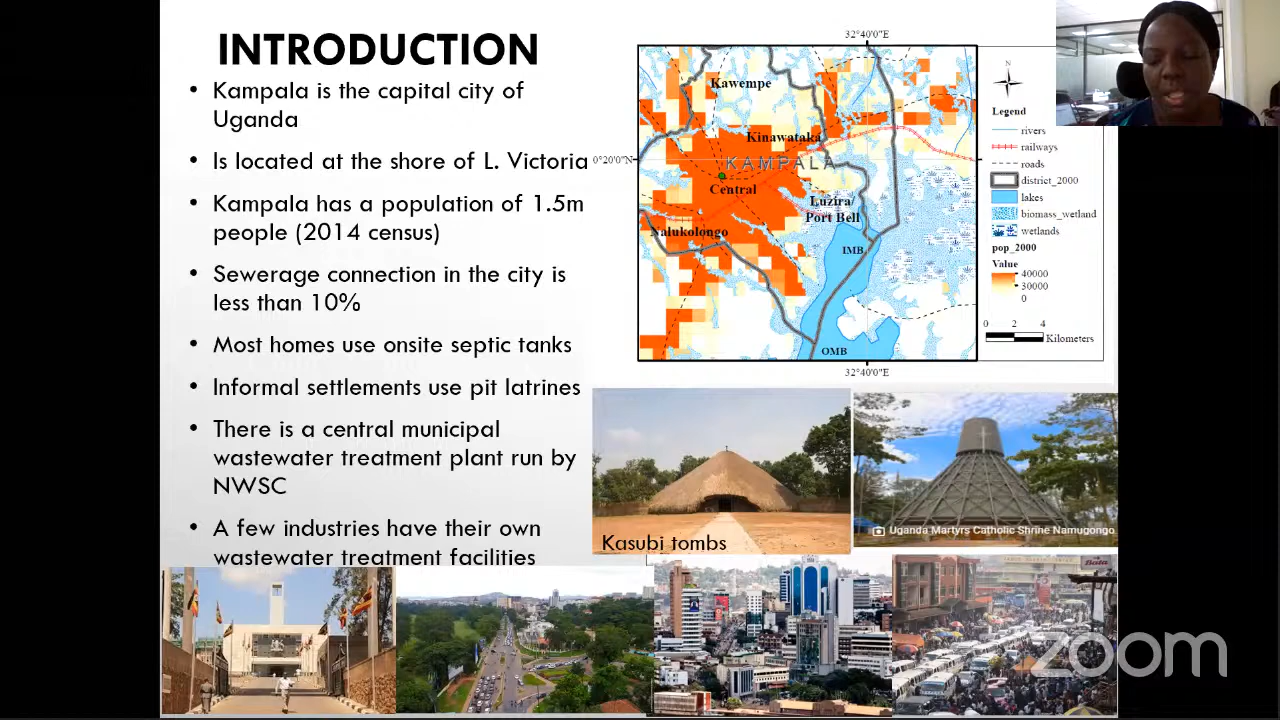 INTRODUCTION
• Kampala is the capital city of
Uganda
• Is located at the shore of L. Victoria
• Kampala has a population of 1.5m
people (2014 census)
• Sewerage connection in the city is
less than 10%
• Most homes use onsite septic tanks
• Informal settlements use pit latrines
• There is a central municipal
wastewater treatment plant run by
NWSC
• A few industries have their own
wastewater treatment facilities
32°40'0"E
0°20'0"N
Kawempe
Kinawataka
KAMPALA
Central
Luzira/
Port Bell
Nalukolongo
IMB
OMB
32°40'0"E
N
Legend
rivers
railways
roads
district_2000
lakes
biomass_wetland
wetlands
pop_2000
Value
40000
30000
0
0 2 4
Kilometers
Kasubi tombs
Uganda Martyrs Catholic Shrine Namugongo
Bata
zoom